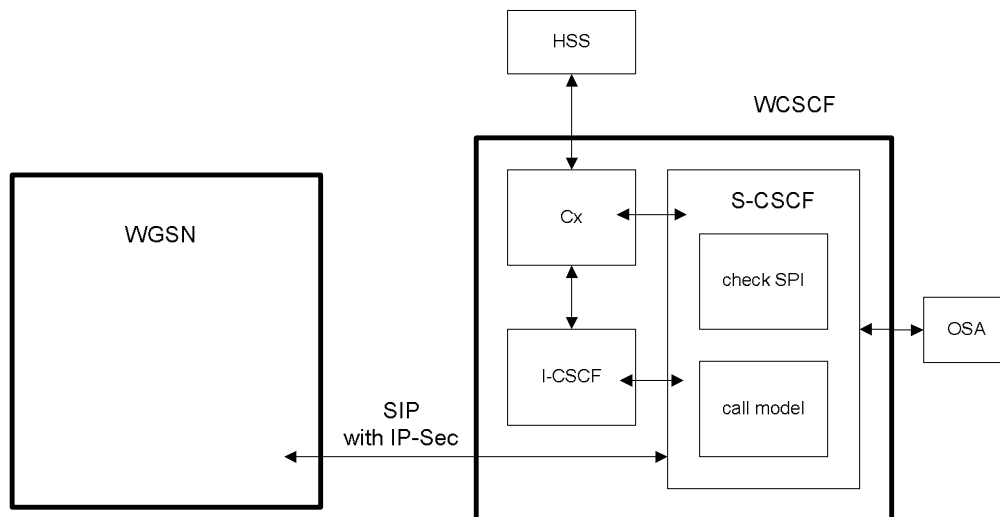 HSS
WCSCF
WGSN
Cx
S-CSCF
check SPI
OSA
I-CSCF
call model
SIP
with IP-Sec